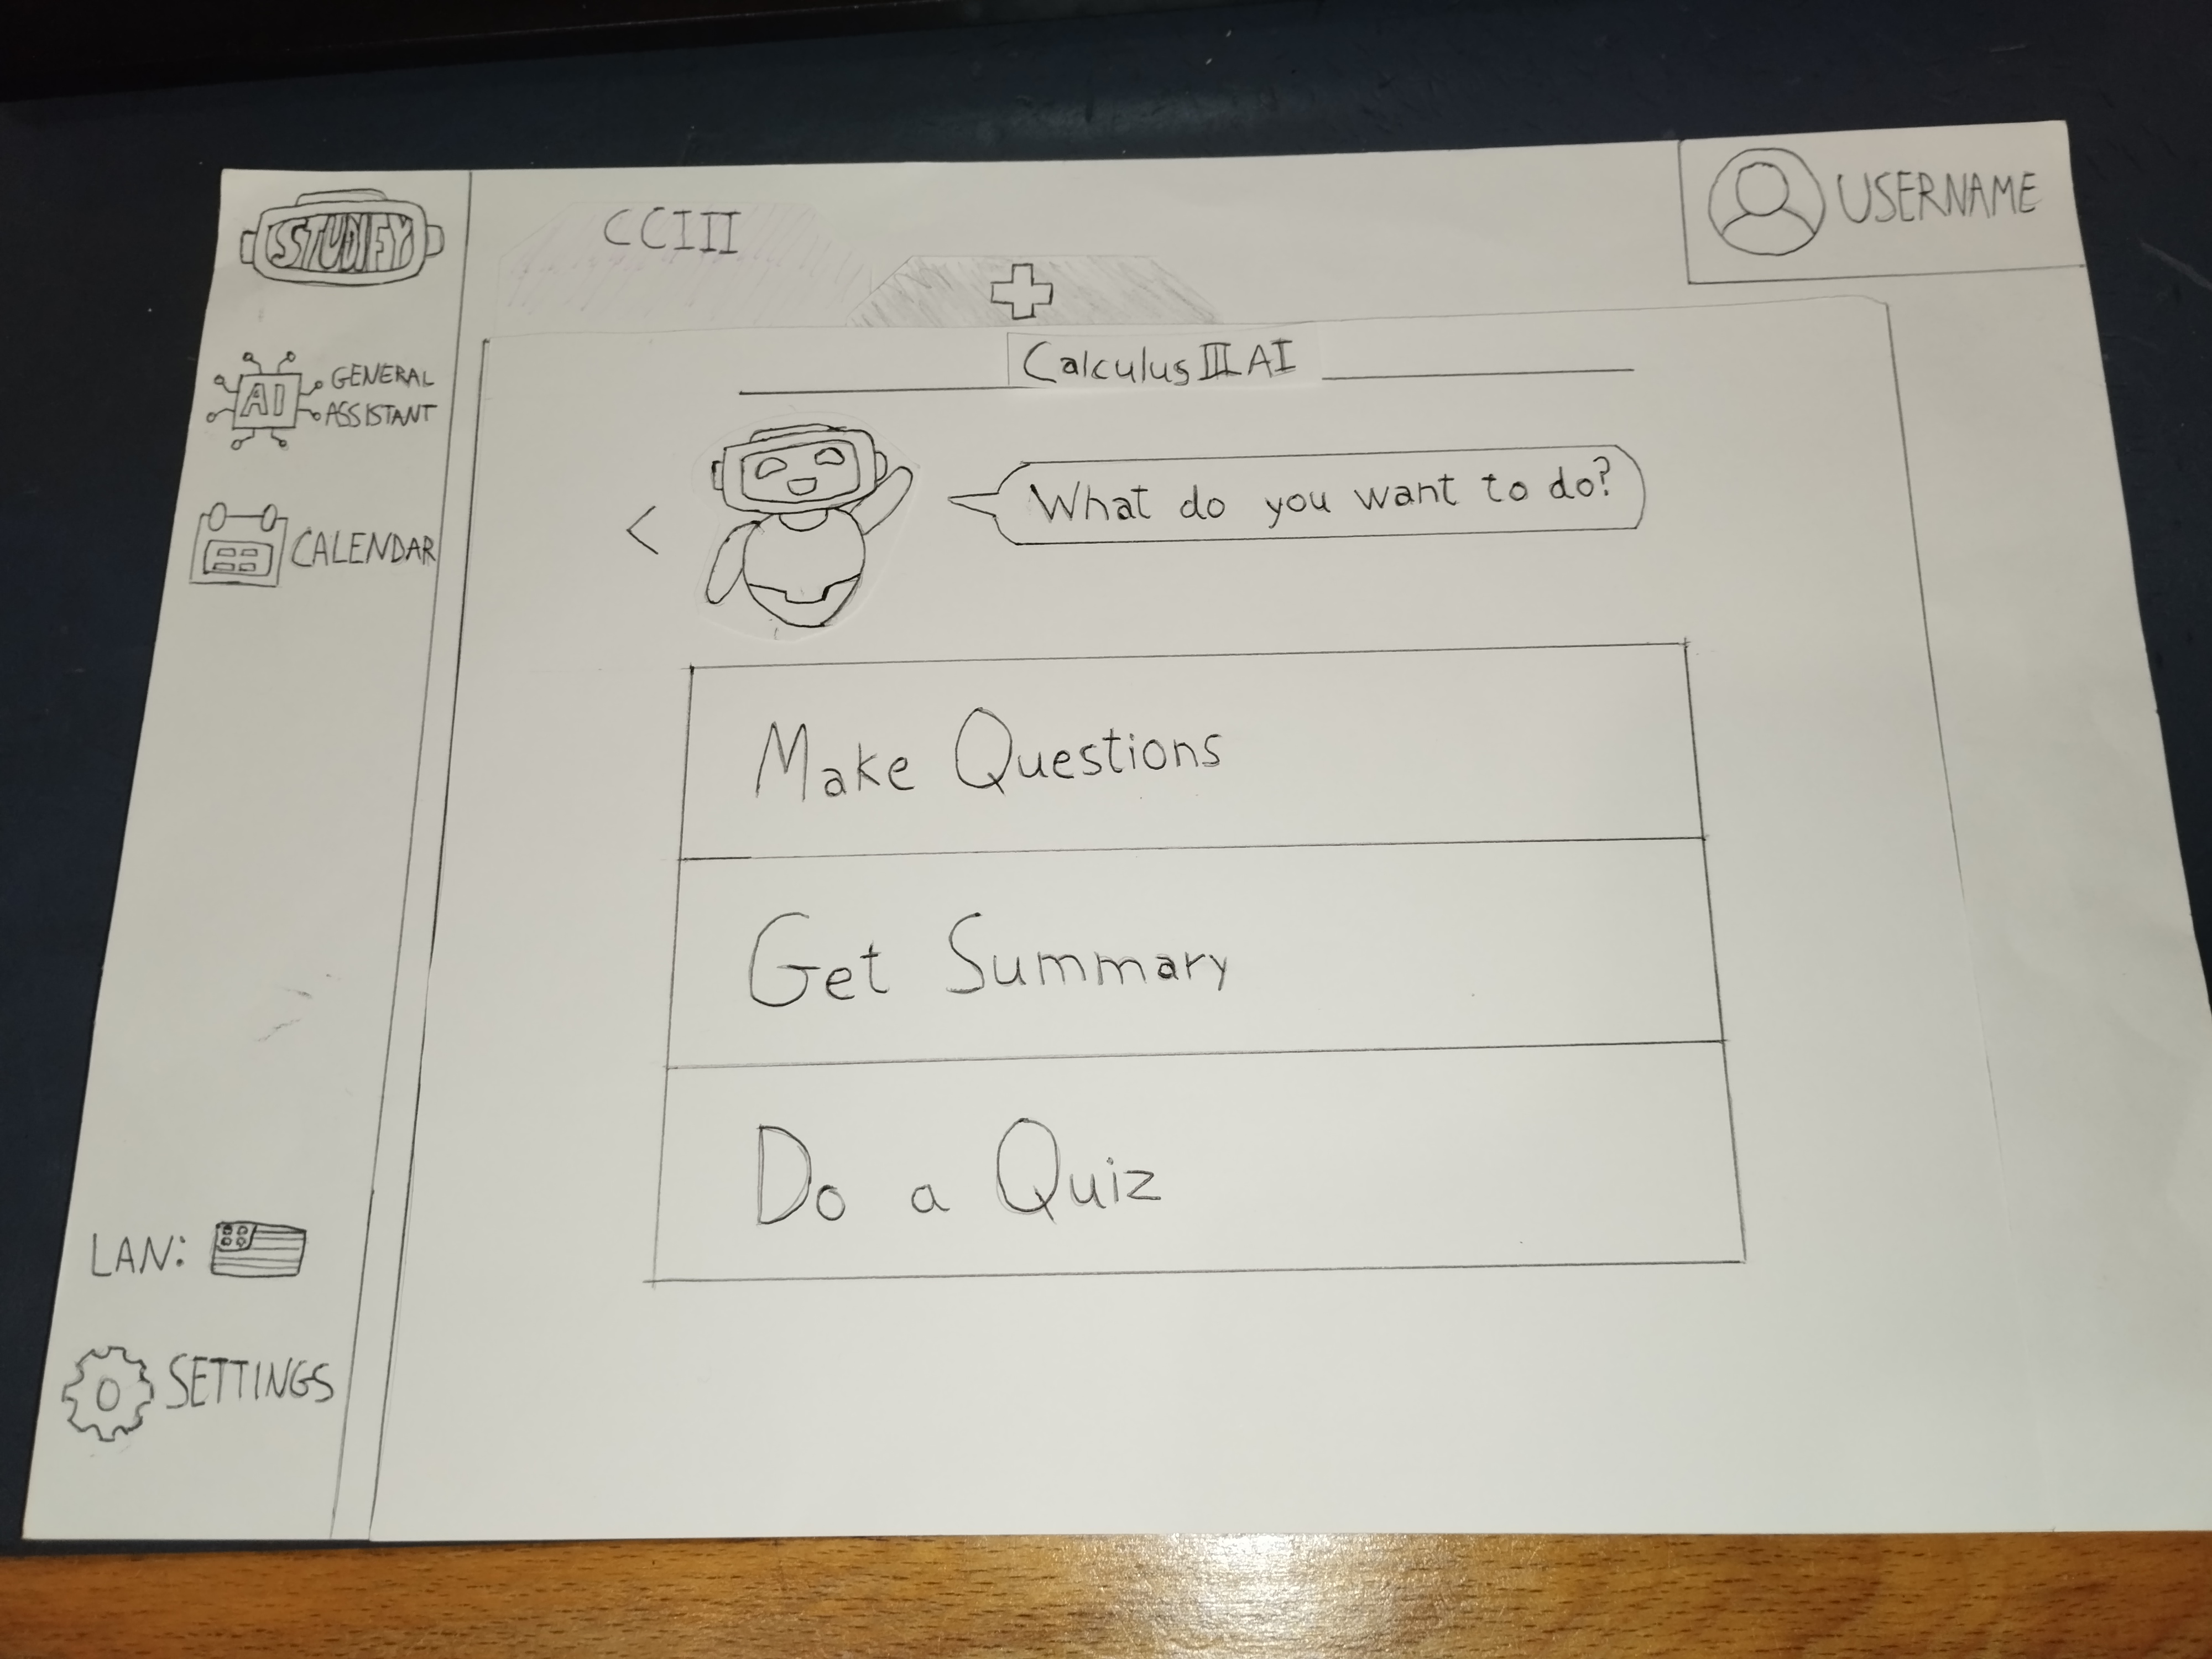 STUDIFY
CCIII
USERNAME
Calculus III AI
AI
GENERAL
ASSISTANT
What do you want to do?
CALENDAR
Make Questions
Get Summary
Do a Quiz
LAN:
SETTINGS